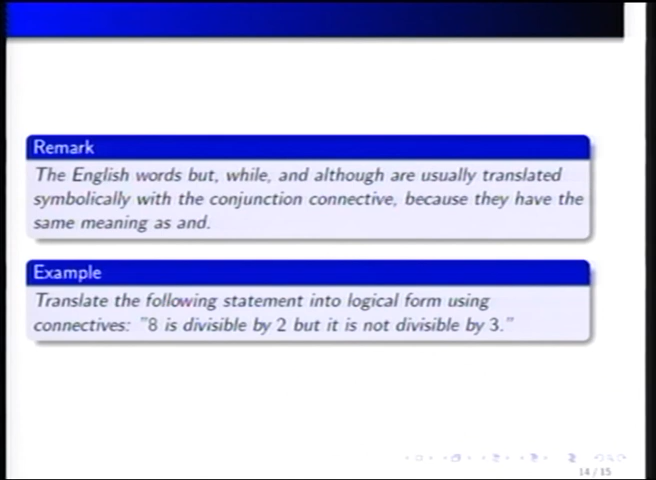 Remark
The English words but, while, and although are usually translated
symbolically with the conjunction connective, because they have the
same meaning as and.
Example
Translate the following statement into logical form using
connectives: "8 is divisible by 2 but it is not divisible by 3."
14 / 15